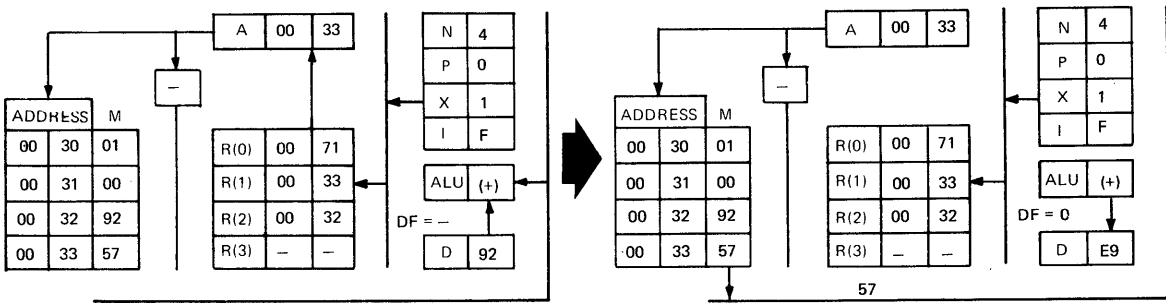 A 00 33
—
ADDRESS M
00 30 01
00 31 00
00 32 92
00 33 57
R(0) 00 71
R(1) 00 33
R(2) 00 32
R(3) — —
N 4
P 0
X 1
I F
ALU (+)
DF = —
D 92
A 00 33
—
ADDRESS M
00 30 01
00 31 00
00 32 92
00 33 57
R(0) 00 71
R(1) 00 33
R(2) 00 32
R(3) — —
N 4
P 0
X 1
I F
ALU (+)
DF = 0
D E9
57